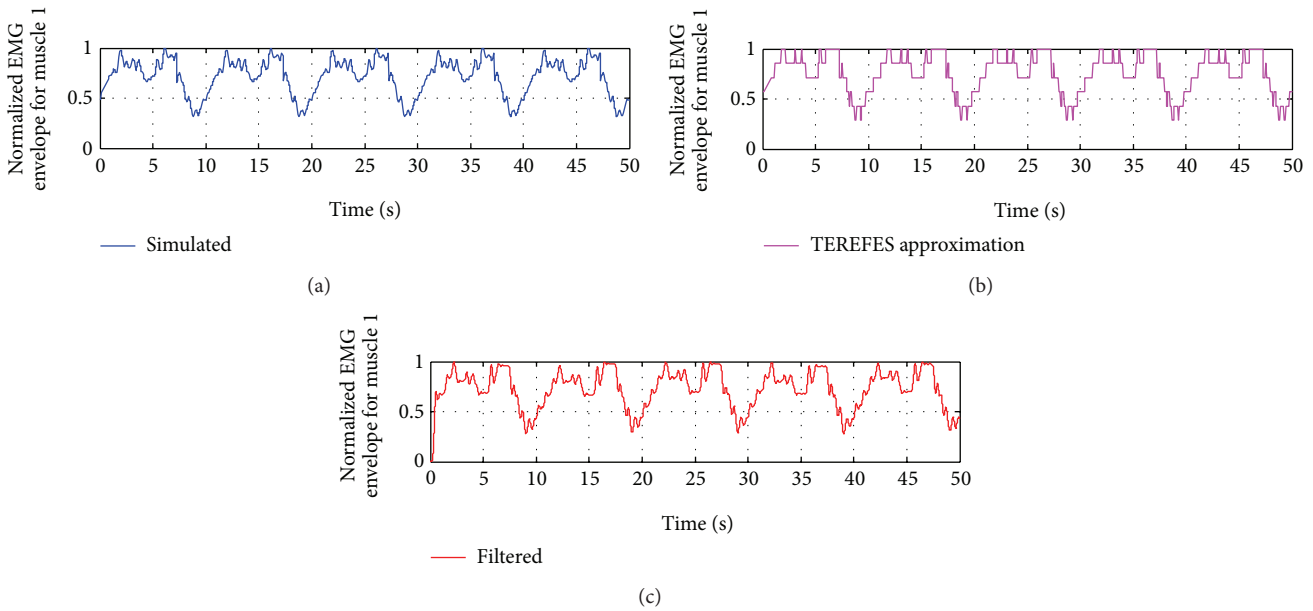 Normalized EMG
envelope for muscle 1
1
0.5
0
0 5 10 15 20 25 30 35 40 45 50
Time (s)
Simulated
(a)
Normalized EMG
envelope for muscle 1
1
0.5
1
0 5 10 15 20 25 30 35 40 45 50
Time (s)
TEREFES approximation
(b)
Normalized EMG
envelope for muscle 1
1
0.5
0
0 5 10 15 20 25 30 35 40 45 50
Time (s)
Filtered
(c)